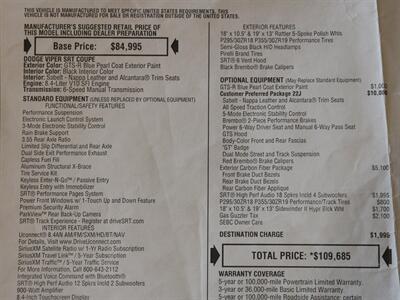 THIS VEHICLE IS MANUFACTURED TO MEET SPECIFIC UNITED STATES REQUIREMENTS. THIS
VEHICLE IS NOT MANUFACTURED FOR SALE OR REGISTRATION OUTSIDE OF THE UNITED STATES.
MANUFACTURER'S SUGGESTED RETAIL PRICE OF
THIS MODEL INCLUDING DEALER PREPARATION
Base Price: $84,995
DODGE VIPER SRT COUPE
Exterior Color: GTS-R Blue Pearl Coat Exterior Paint
Interior Color: Black Interior Color
Interior: Sabelt - Nappa Leather and Alcantara® Trim Seats
Engine: 8.4-Liter V10 SFI Engine
Transmission: 6-Speed Manual Transmission
STANDARD EQUIPMENT (UNLESS REPLACED BY OPTIONAL EQUIPMENT)
FUNCTIONAL/SAFETY FEATURES
Performance Suspension
Electronic Launch Control System
3-Mode Electronic Stability Control
Rain Brake Support
3.55 Rear Axle Ratio
Limited Slip Differential and Rear Axle
Dual Side Exit Performance Exhaust
Capless Fuel Fill
Aluminum Structural X-Brace
Tire Service Kit
Keyless Enter-N-Go™ / Passive Entry
Keyless Entry with Immobilizer
SRT® Performance Pages System
Power Front Windows w/ 1-Touch Up and Down Feature
Premium Security Alarm
ParkView™ Rear Back-Up Camera
SRT® Track Experience - Register at driveSRT.com
INTERIOR FEATURES
Uconnect® 8.4AN AM/FM/SXM/HD/BT/NAV
For Details, Visit www.DriveUconnect.com
SiriusXM Satellite Radio w/ 1-Yr Radio Subscription
SiriusXM Travel Link™ / 5-Year Subscription
SiriusXM Traffic™ / 5-Year Traffic Service
For More Information, Call 800-643-2112
Integrated Voice Command with Bluetooth®
SRT® High Perf Audio 12 Spkrs Incld 2 Subwoofers
900-Watt Amplifier
8.4-Inch Touchscreen Display
EXTERIOR FEATURES
18" x 10.5" & 19" x 13" Rattler 5-Spoke Polish Whls
P295/30ZR18 P355/30ZR19 Performance Tires
Semi-Gloss Black HID Headlamps
Pirelli Brand Tires
SRT® 6 Vent Hood
Black Brembo® Brake Calipers
OPTIONAL EQUIPMENT (May Replace Standard Equipment)
GTS-R Blue Pearl Coat Exterior Paint $1,000
Customer Preferred Package 22J $10,000
Sabelt - Nappa Leather and Alcantara® Trim Seats
All Speed Traction Control
5-Mode Electronic Stability Control
Brembo® 2-Piece Performance Brakes
Power 6-Way Driver Seat and Manual 6-Way Pass Seat
GTS Hood
Body-Color Front and Rear Fascias
'GT' Badge
Dual Mode Street and Track Suspension
Red Brembo® Brake Calipers
Exterior Carbon Fiber Package $5,100
Front Brake Duct Bezels
Rear Brake Duct Bezels
Rear Carbon Fiber Applique
SRT® High Perf Audio 18 Spkrs Incld 4 Subwoofers $1,995
P295/30ZR18 P355/30ZR19 Performance/Track Tires $800
18" x 10.5" & 19" x 13" Sidewinder II Hypr Blck Whl $1,700
Gas Guzzler Tax $2,100
SEBC Owner Care
DESTINATION CHARGE $1,995
TOTAL PRICE: *$109,685
WARRANTY COVERAGE
5-year or 100,000-mile Powertrain Limited Warranty.
3-year or 36,000-mile Basic Limited Warranty.
5-year or 100,000-mile Roadside Assistance certain